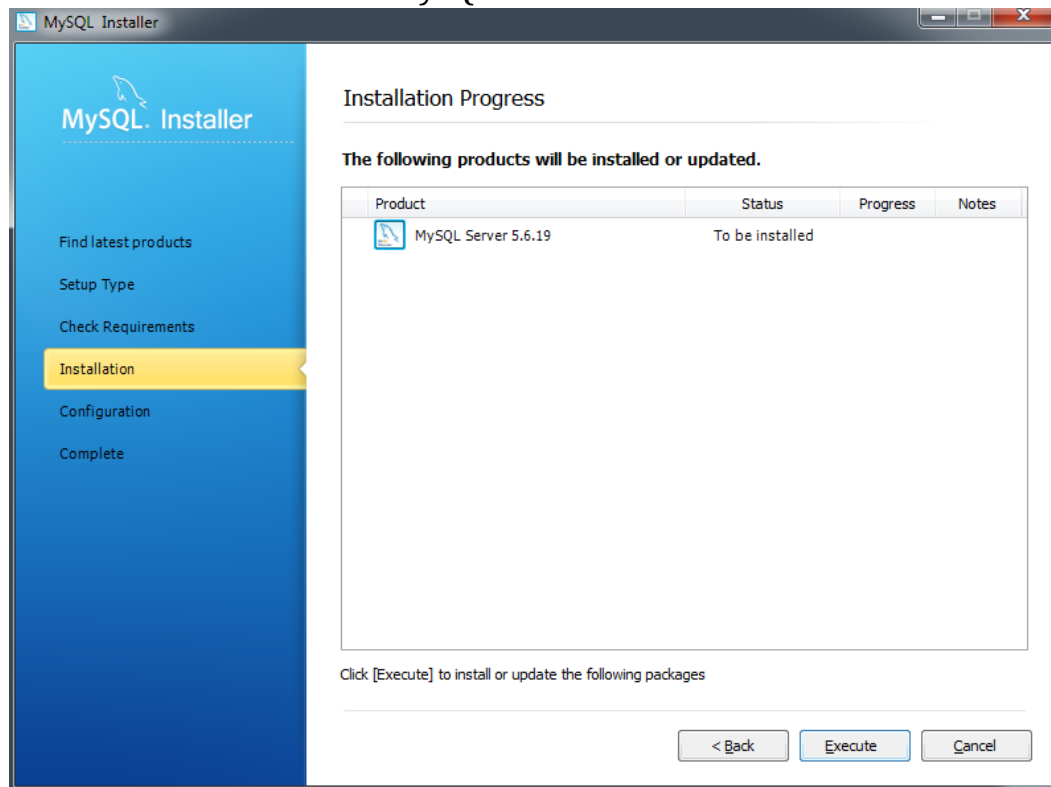 MySQL Installer
MySQL. Installer
Installation Progress
The following products will be installed or updated.
Product Status Progress Notes
MySQL Server 5.6.19 To be installed
Find latest products
Setup Type
Check Requirements
Installation
Configuration
Complete
Click [Execute] to install or update the following packages
< Back Execute Cancel